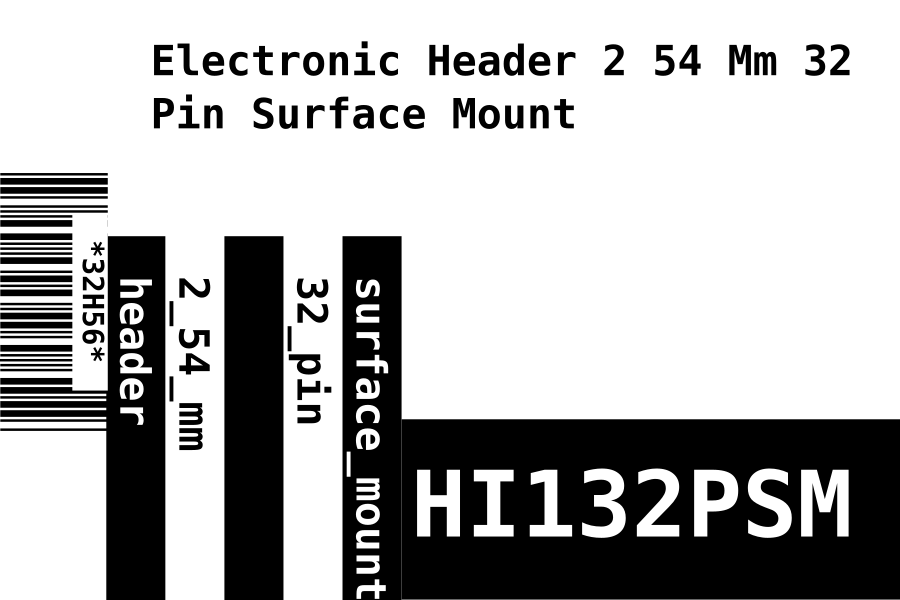 Electronic Header 2 54 Mm 32
Pin Surface Mount
*32H56*
header
2_54_mm
32_pin
surface_mount
HI132PSM